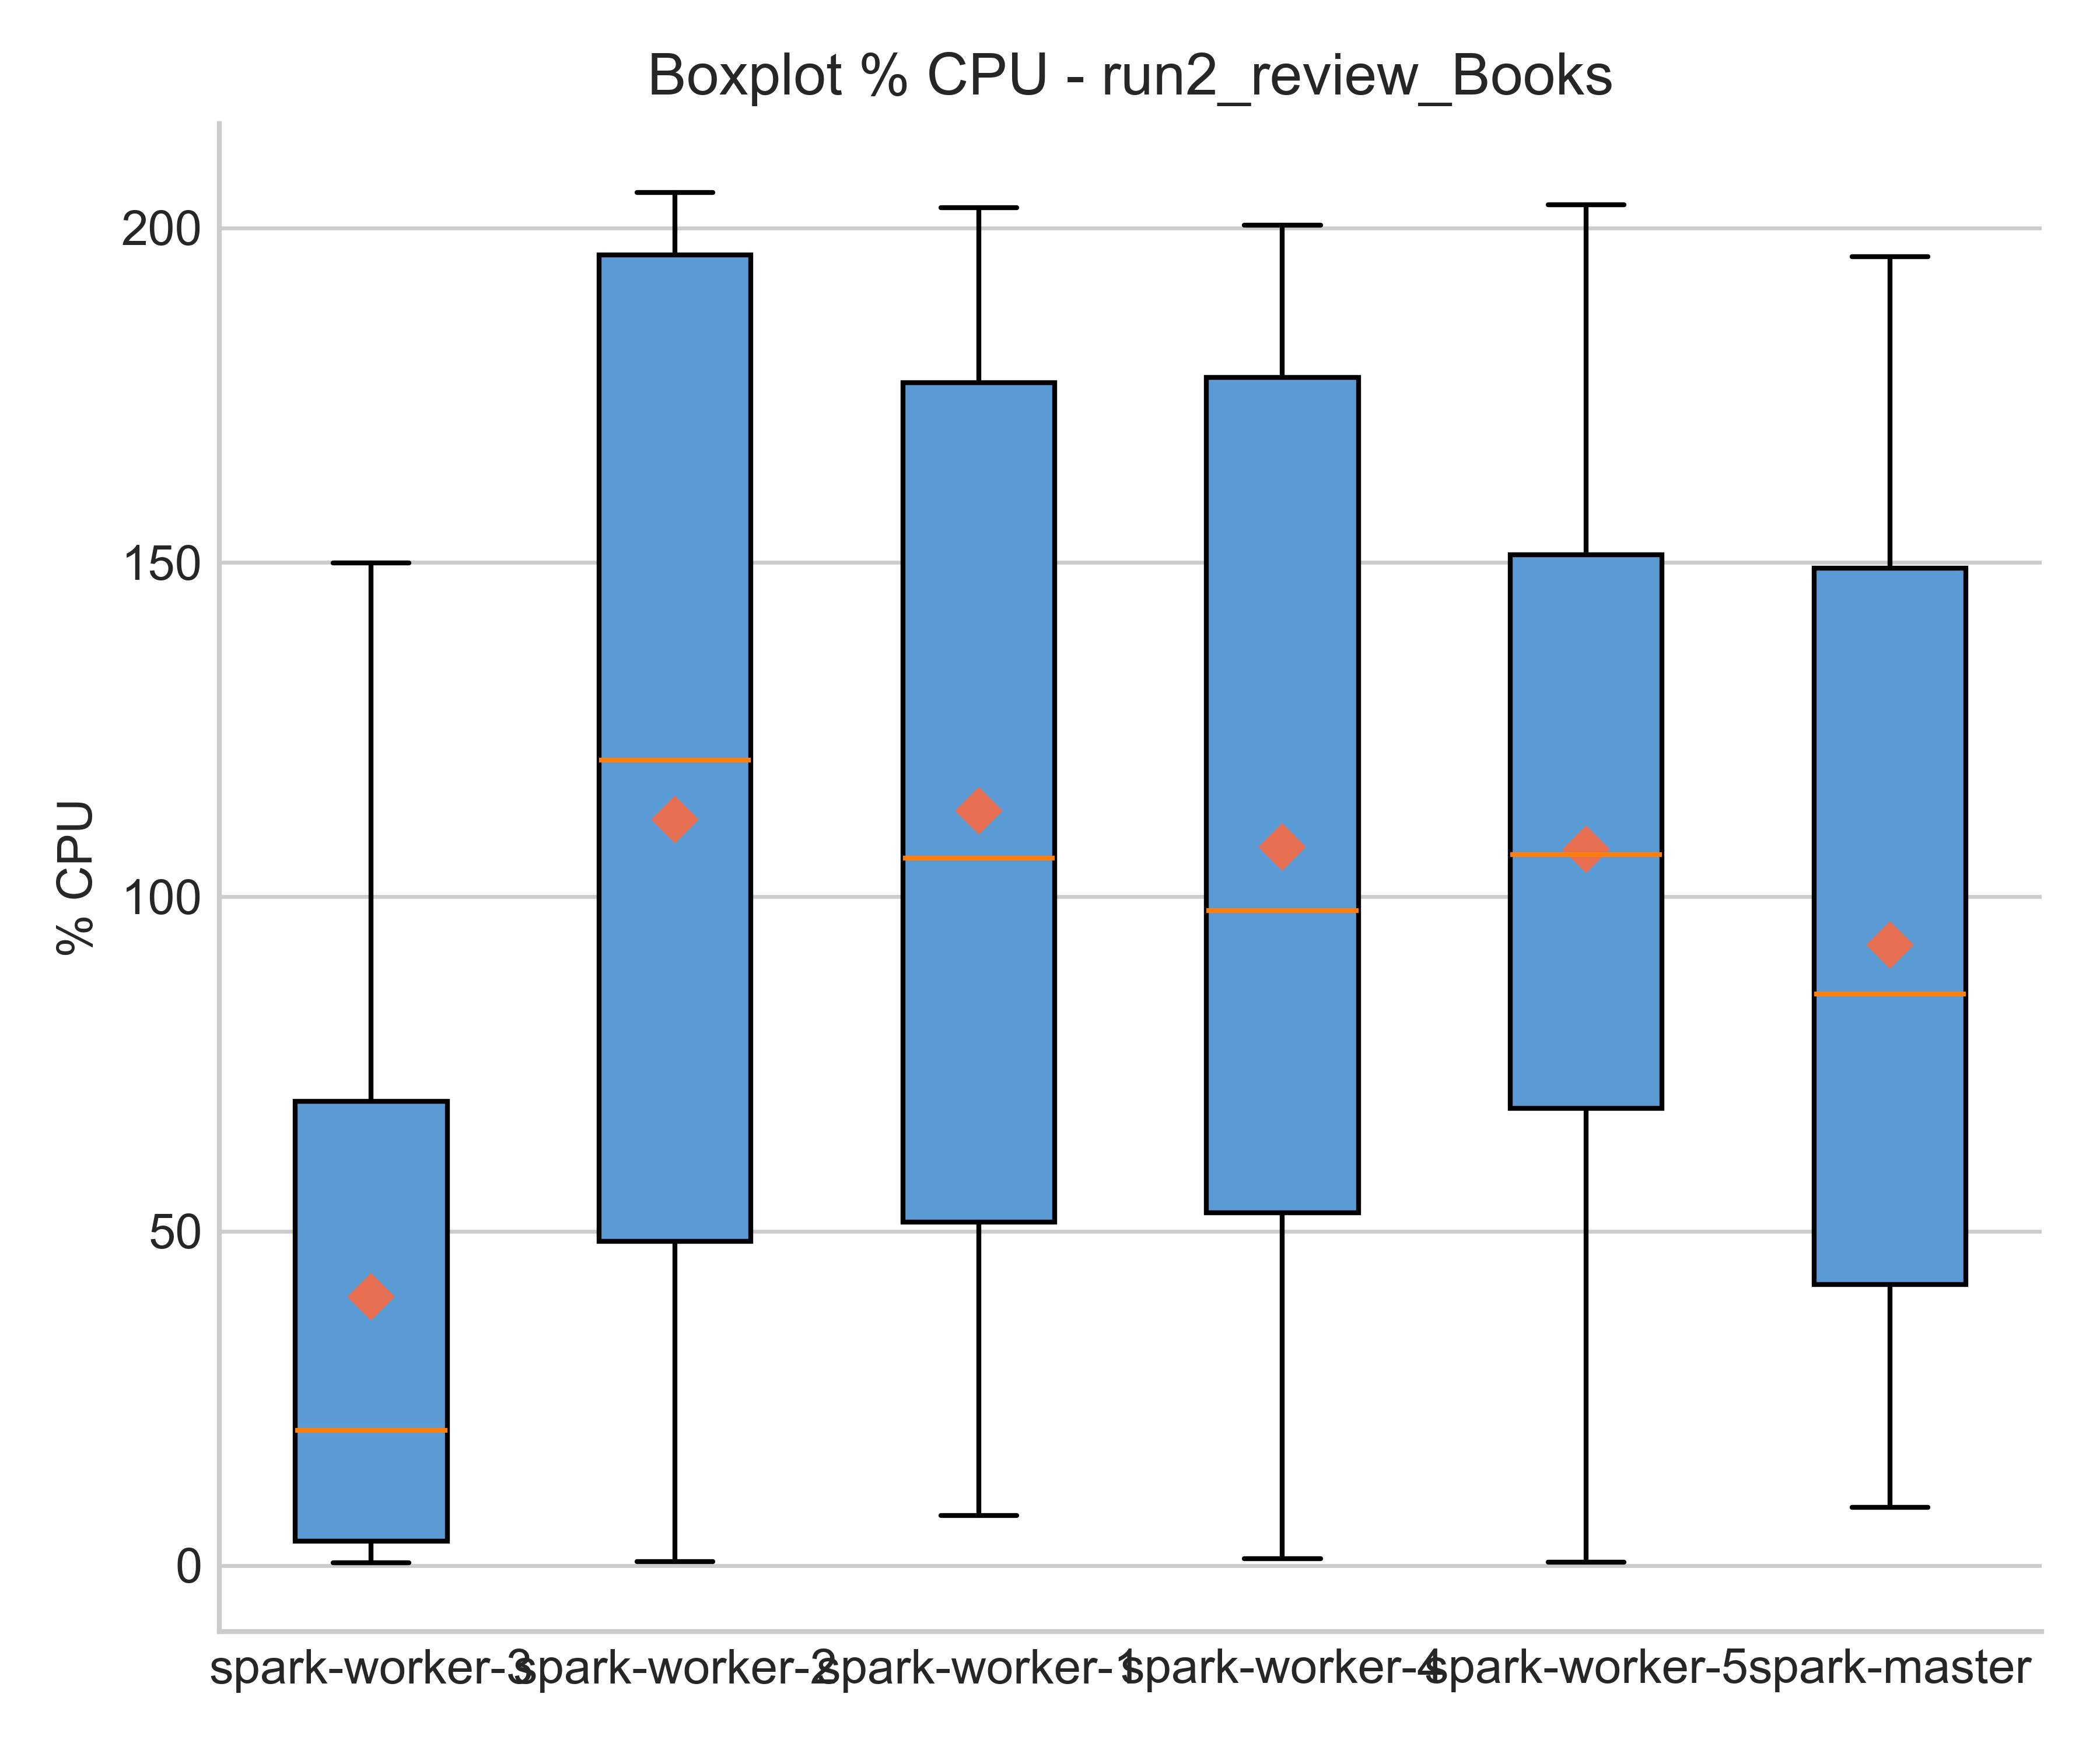 Boxplot % CPU - run2_review_Books
% CPU
200
150
100
50
0
spark-worker-3
spark-worker-2
spark-worker-1
spark-worker-4
spark-worker-5
spark-master